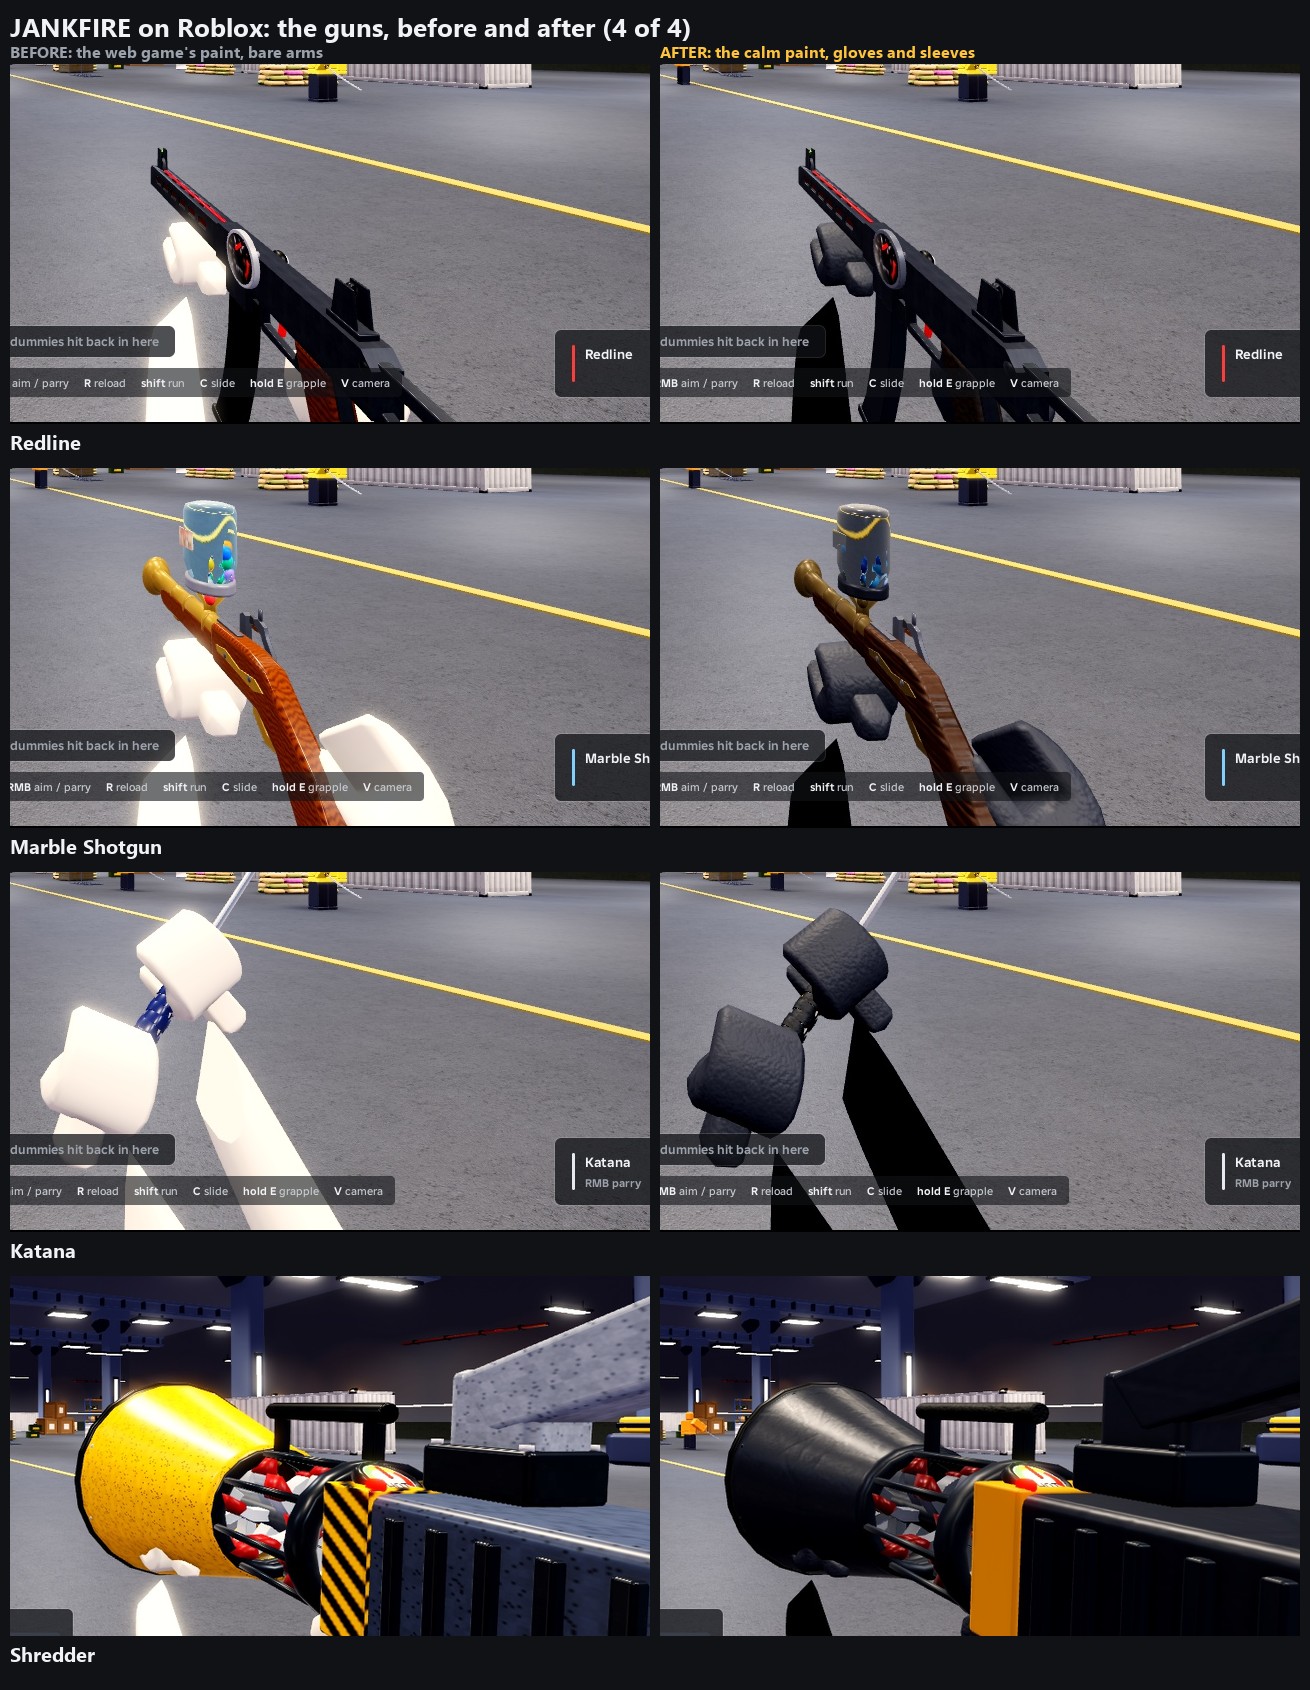 JANKFIRE on Roblox: the guns, before and after (4 of 4)
BEFORE: the web game's paint, bare arms
AFTER: the calm paint, gloves and sleeves
dummies hit back in here
aim / parry R reload shift run C slide hold E grapple V camera
Redline
dummies hit back in here
MB aim / parry R reload shift run C slide hold E grapple V camera
Redline
Redline
dummies hit back in here
RMB aim / parry R reload shift run C slide hold E grapple V camera
Marble Sh
dummies hit back in here
MB aim / parry R reload shift run C slide hold E grapple V camera
Marble Sh
Marble Shotgun
dummies hit back in here
im / parry R reload shift run C slide hold E grapple V camera
Katana
RMB parry
dummies hit back in here
MB aim / parry R reload shift run C slide hold E grapple V camera
Katana
RMB parry
Katana
Shredder